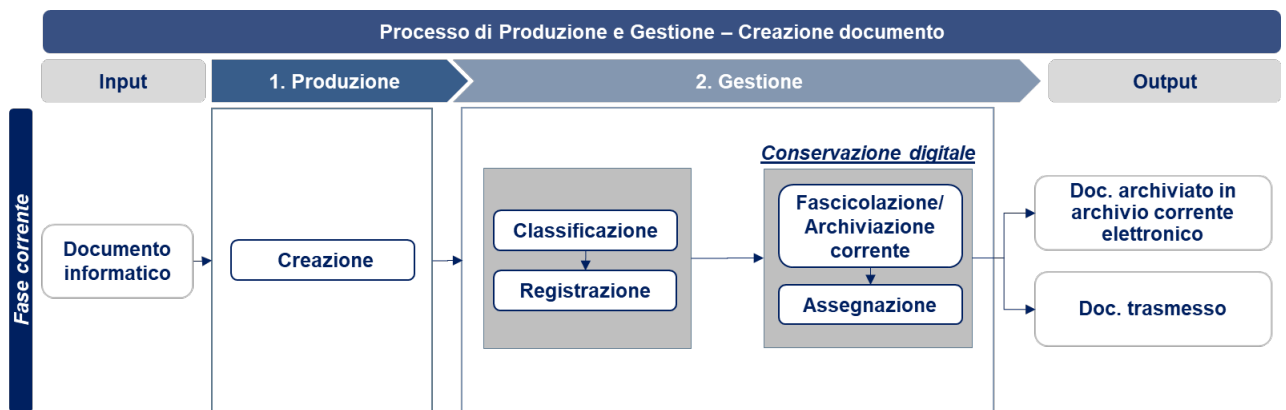 Processo di Produzione e Gestione – Creazione documento
Input
1. Produzione
2. Gestione
Output
Fase corrente
Documento
informatico
Creazione
Classificazione
Registrazione
Conservazione digitale
Fascicolazione/
Archiviazione
corrente
Assegnazione
Doc. archiviato in
archivio corrente
elettronico
Doc. trasmesso